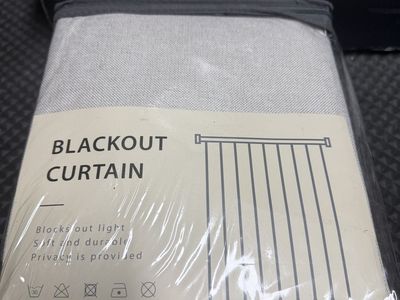 BLACKOUT
CURTAIN
Blocks out light
Soft and durable
Privacy is provided